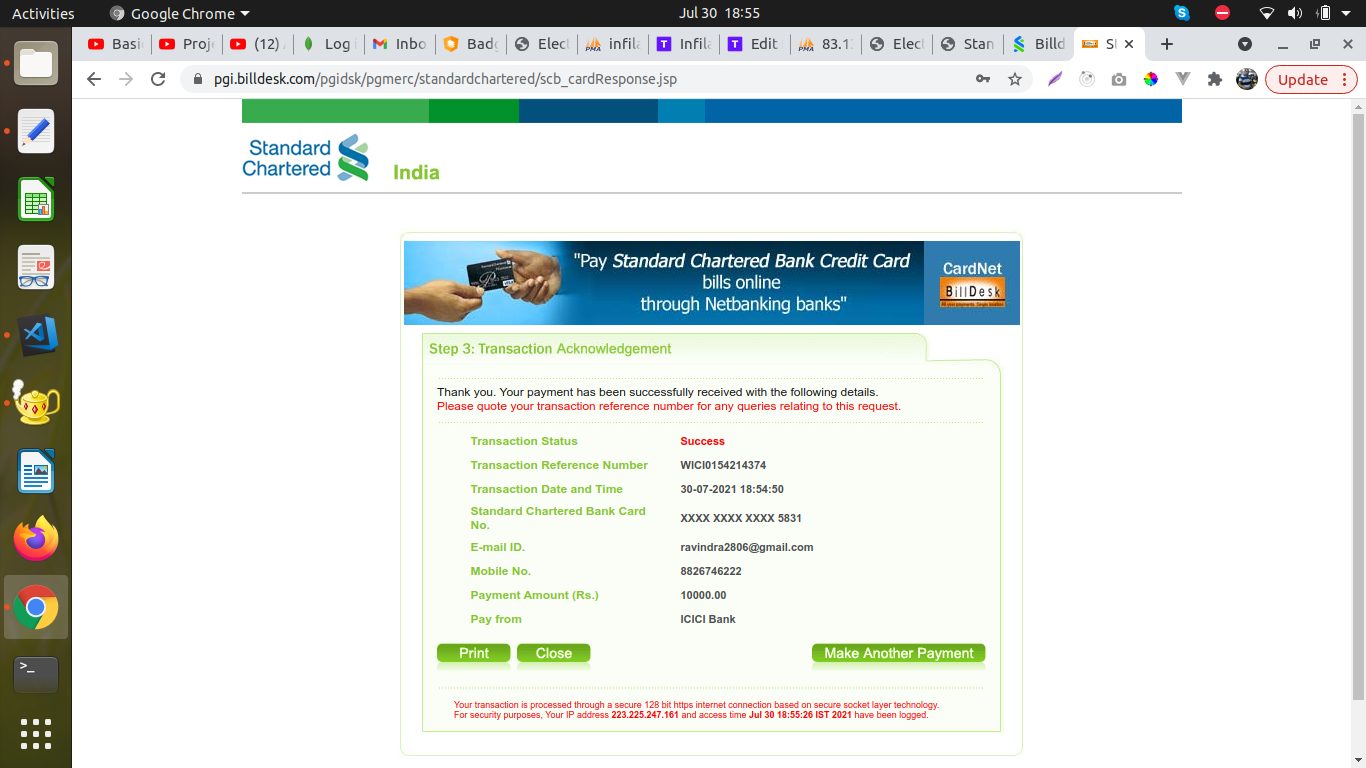 Activities
Google Chrome
Jul 30 18:55
Basi
Proj
(12)
Log i
Inbo
Badg
Elect
infila
Infila
Edit
83.1
Elect
Stan
Billd
pgi.billdesk.com/pgidsk/pgmerc/standardchartered/scb_cardResponse.jsp
Update
Standard
Chartered
India
"Pay Standard Chartered Bank Credit Card
bills online
through Netbanking banks"
CardNet
BillDesk
Step 3: Transaction Acknowledgement
Thank you. Your payment has been successfully received with the following details.
Please quote your transaction reference number for any queries relating to this request.
Transaction Status Success
Transaction Reference Number WICI0154214374
Transaction Date and Time 30-07-2021 18:54:50
Standard Chartered Bank Card
No. XXXX XXXX XXXX 5831
E-mail ID. ravindra2806@gmail.com
Mobile No. 8826746222
Payment Amount (Rs.) 10000.00
Pay from ICICI Bank
Print
Close
Make Another Payment
Your transaction is processed through a secure 128 bit https internet connection based on secure socket layer technology.
For security purposes, Your IP address 223.225.247.161 and access time Jul 30 18:55:26 IST 2021 have been logged.